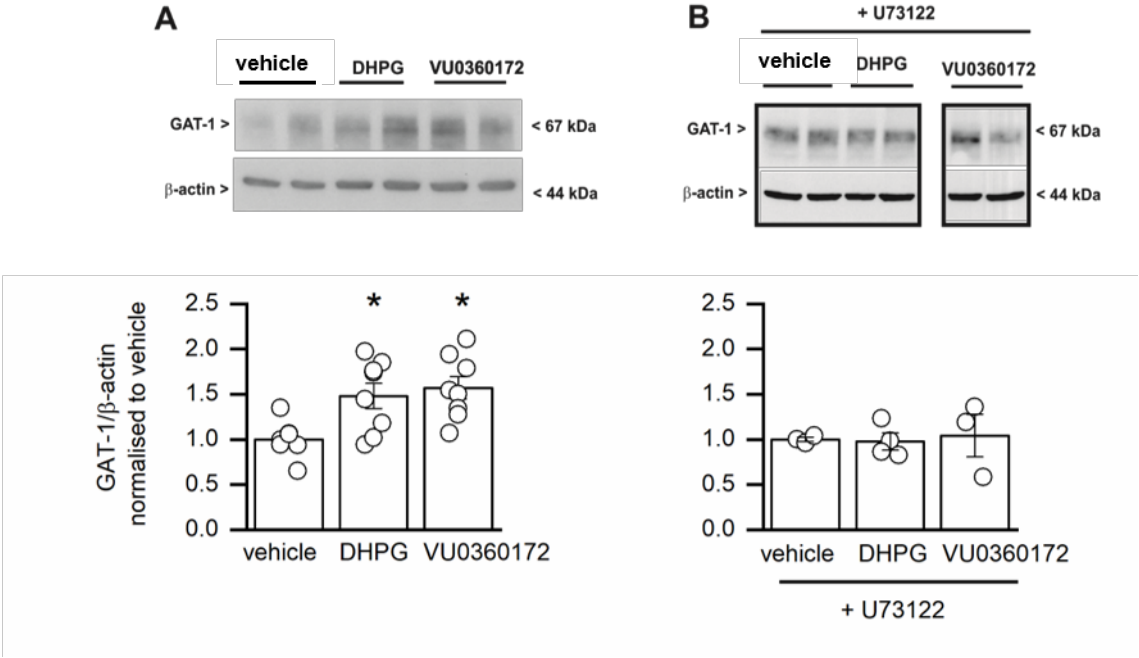 A
vehicle DHPG VU0360172
GAT-1 > < 67 kDa
β-actin > < 44 kDa
B
+ U73122
vehicle DHPG VU0360172
GAT-1 > < 67 kDa
β-actin > < 44 kDa
GAT-1/β-actin
normalised to vehicle
2.5
2.0
1.5
1.0
0.5
0.0
* *
vehicle DHPG VU0360172
2.5
2.0
1.5
1.0
0.5
0.0
vehicle DHPG VU0360172
+ U73122